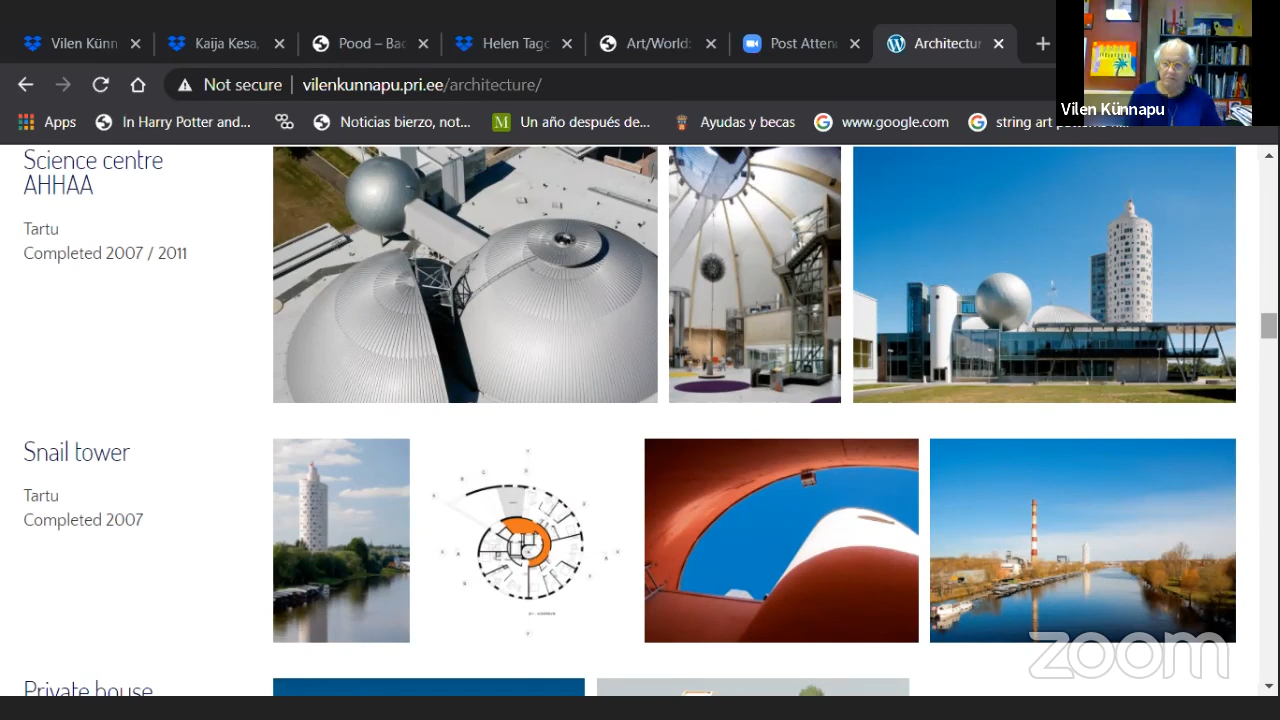 Vilen Künn
Kaija Kesa,
Pood – Bac
Helen Tago
Art/World:
Post Atten
Architectur
Not secure
vilenkunnapu.pri.ee/architecture/
Vilen Künnapu
Apps
In Harry Potter and...
Noticias bierzo, not...
M
Un año después de...
Ayudas y becas
www.google.com
string art
Science centre
AHHAA
Tartu
Completed 2007 / 2011
Snail tower
Tartu
Completed 2007
zoom
Private house